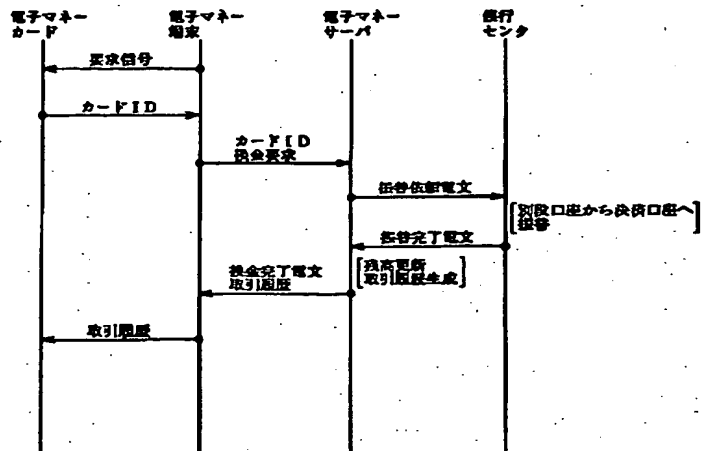 電子マネー
カード
電子マネー
端末
電子マネー
サーバ
銀行
センタ
要求信号
カードID
カードID
換金要求
振替依頼電文
別段口座から決済口座へ
振替
振替完了電文
換金完了電文
取引履歴
残高更新
取引履歴生成
取引履歴